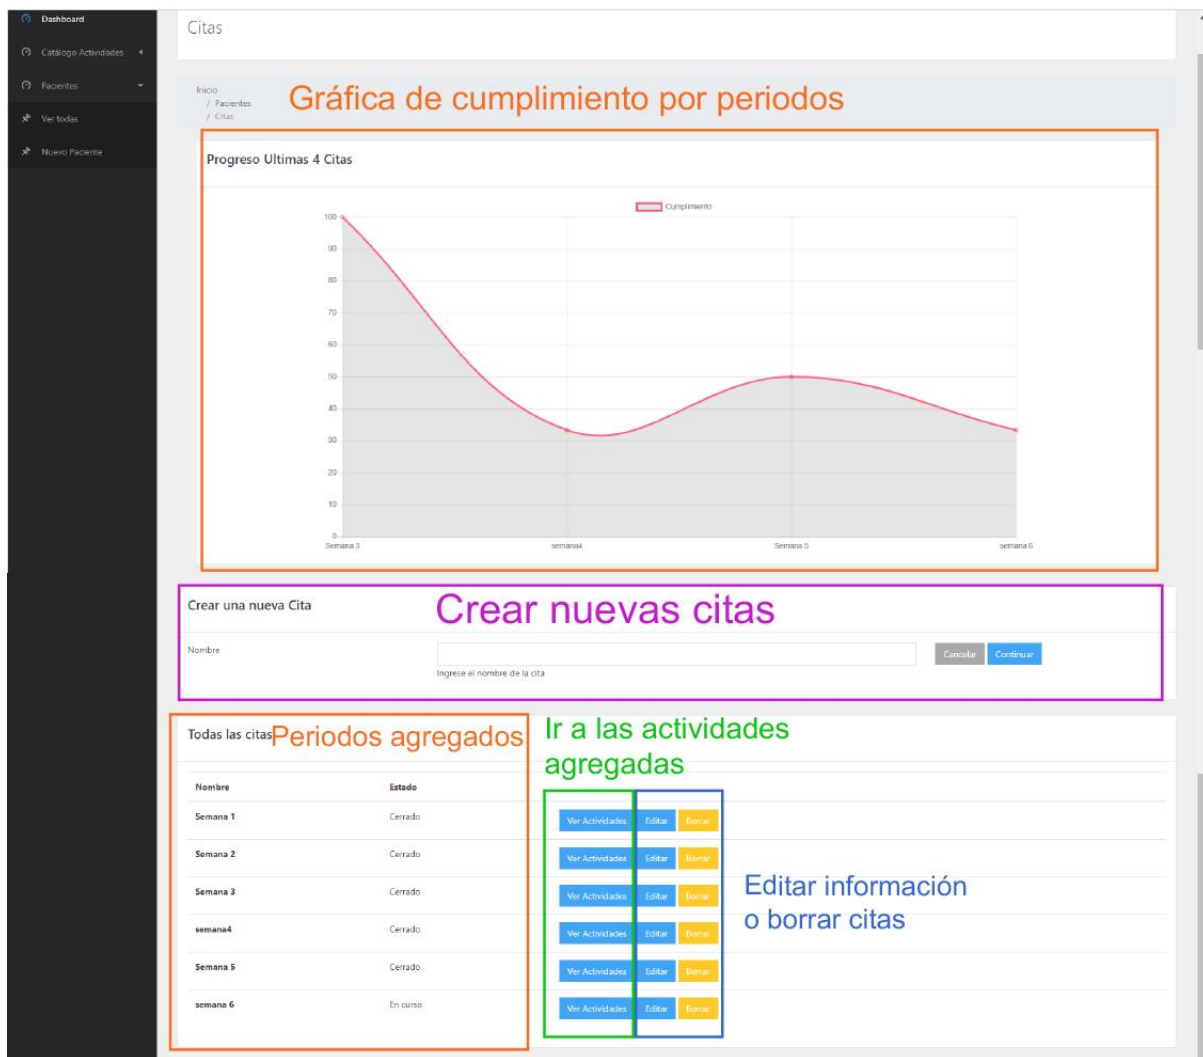 Dashboard
Catálogo Actividades
Pacientes
Ver todas
Nuevo Paciente
Citas
Inicio
/ Pacientes
/ Citas
Gráfica de cumplimiento por periodos
Progreso Ultimas 4 Citas
Cumplimiento
100
90
80
70
60
50
40
30
20
10
0
Semana 3 semana4 Semana 5 semana 6
Crear una nueva Cita
Crear nuevas citas
Nombre
Cancelar Continuar
Ingrese el nombre de la cita
Todas las citas
Periodos agregados
Ir a las actividades
agregadas
Nombre Estado
Semana 1 Cerrado Ver Actividades Editar Borrar
Semana 2 Cerrado Ver Actividades Editar Borrar
Semana 3 Cerrado Ver Actividades Editar Borrar
semana4 Cerrado Ver Actividades Editar Borrar
Semana 5 Cerrado Ver Actividades Editar Borrar
semana 6 En curso Ver Actividades Editar Borrar
Editar información
o borrar citas